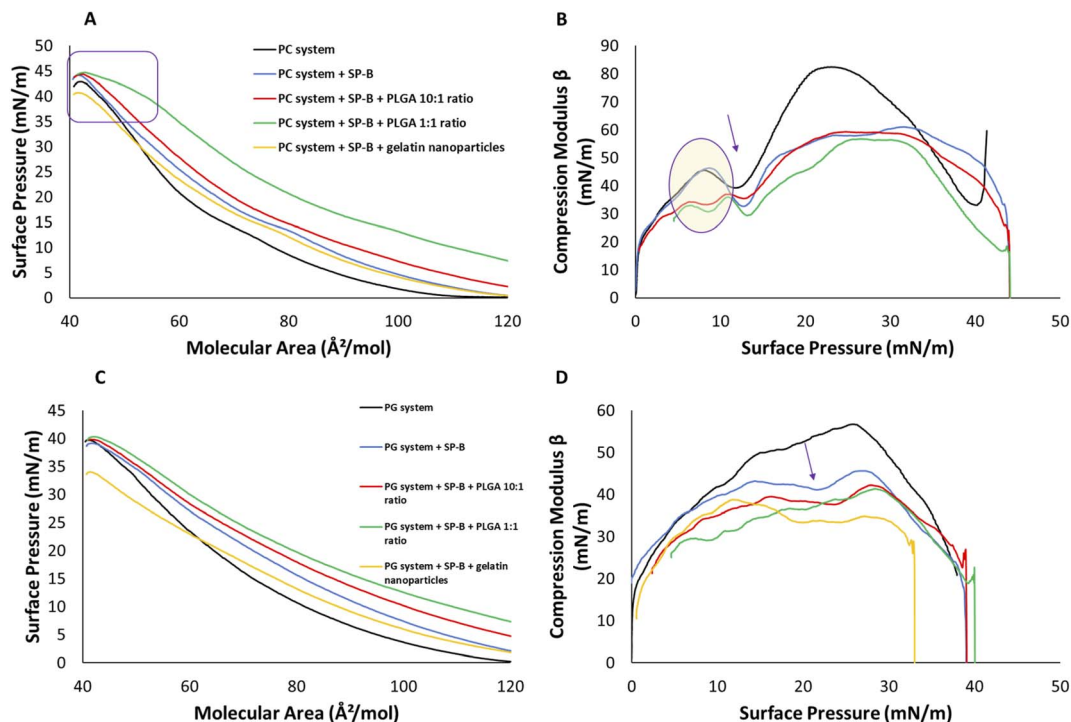 A
Surface Pressure (mN/m)
50
45
40
35
30
25
20
15
10
5
0
40
60
80
100
120
Molecular Area (Å²/mol)
PC system
PC system + SP-B
PC system + SP-B + PLGA 10:1 ratio
PC system + SP-B + PLGA 1:1 ratio
PC system + SP-B + gelatin nanoparticles
B
Compression Modulus β
(mN/m)
90
80
70
60
50
40
30
20
10
0
0
10
20
30
40
50
Surface Pressure (mN/m)
C
Surface Pressure (mN/m)
45
40
35
30
25
20
15
10
5
0
40
60
80
100
120
Molecular Area (Å²/mol)
PG system
PG system + SP-B
PG system + SP-B + PLGA 10:1
ratio
PG system + SP-B + PLGA 1:1
ratio
PG system + SP-B + gelatin
nanoparticles
D
Compression Modulus β
(mN/m)
60
50
40
30
20
10
0
0
10
20
30
40
50
Surface Pressure (mN/m)